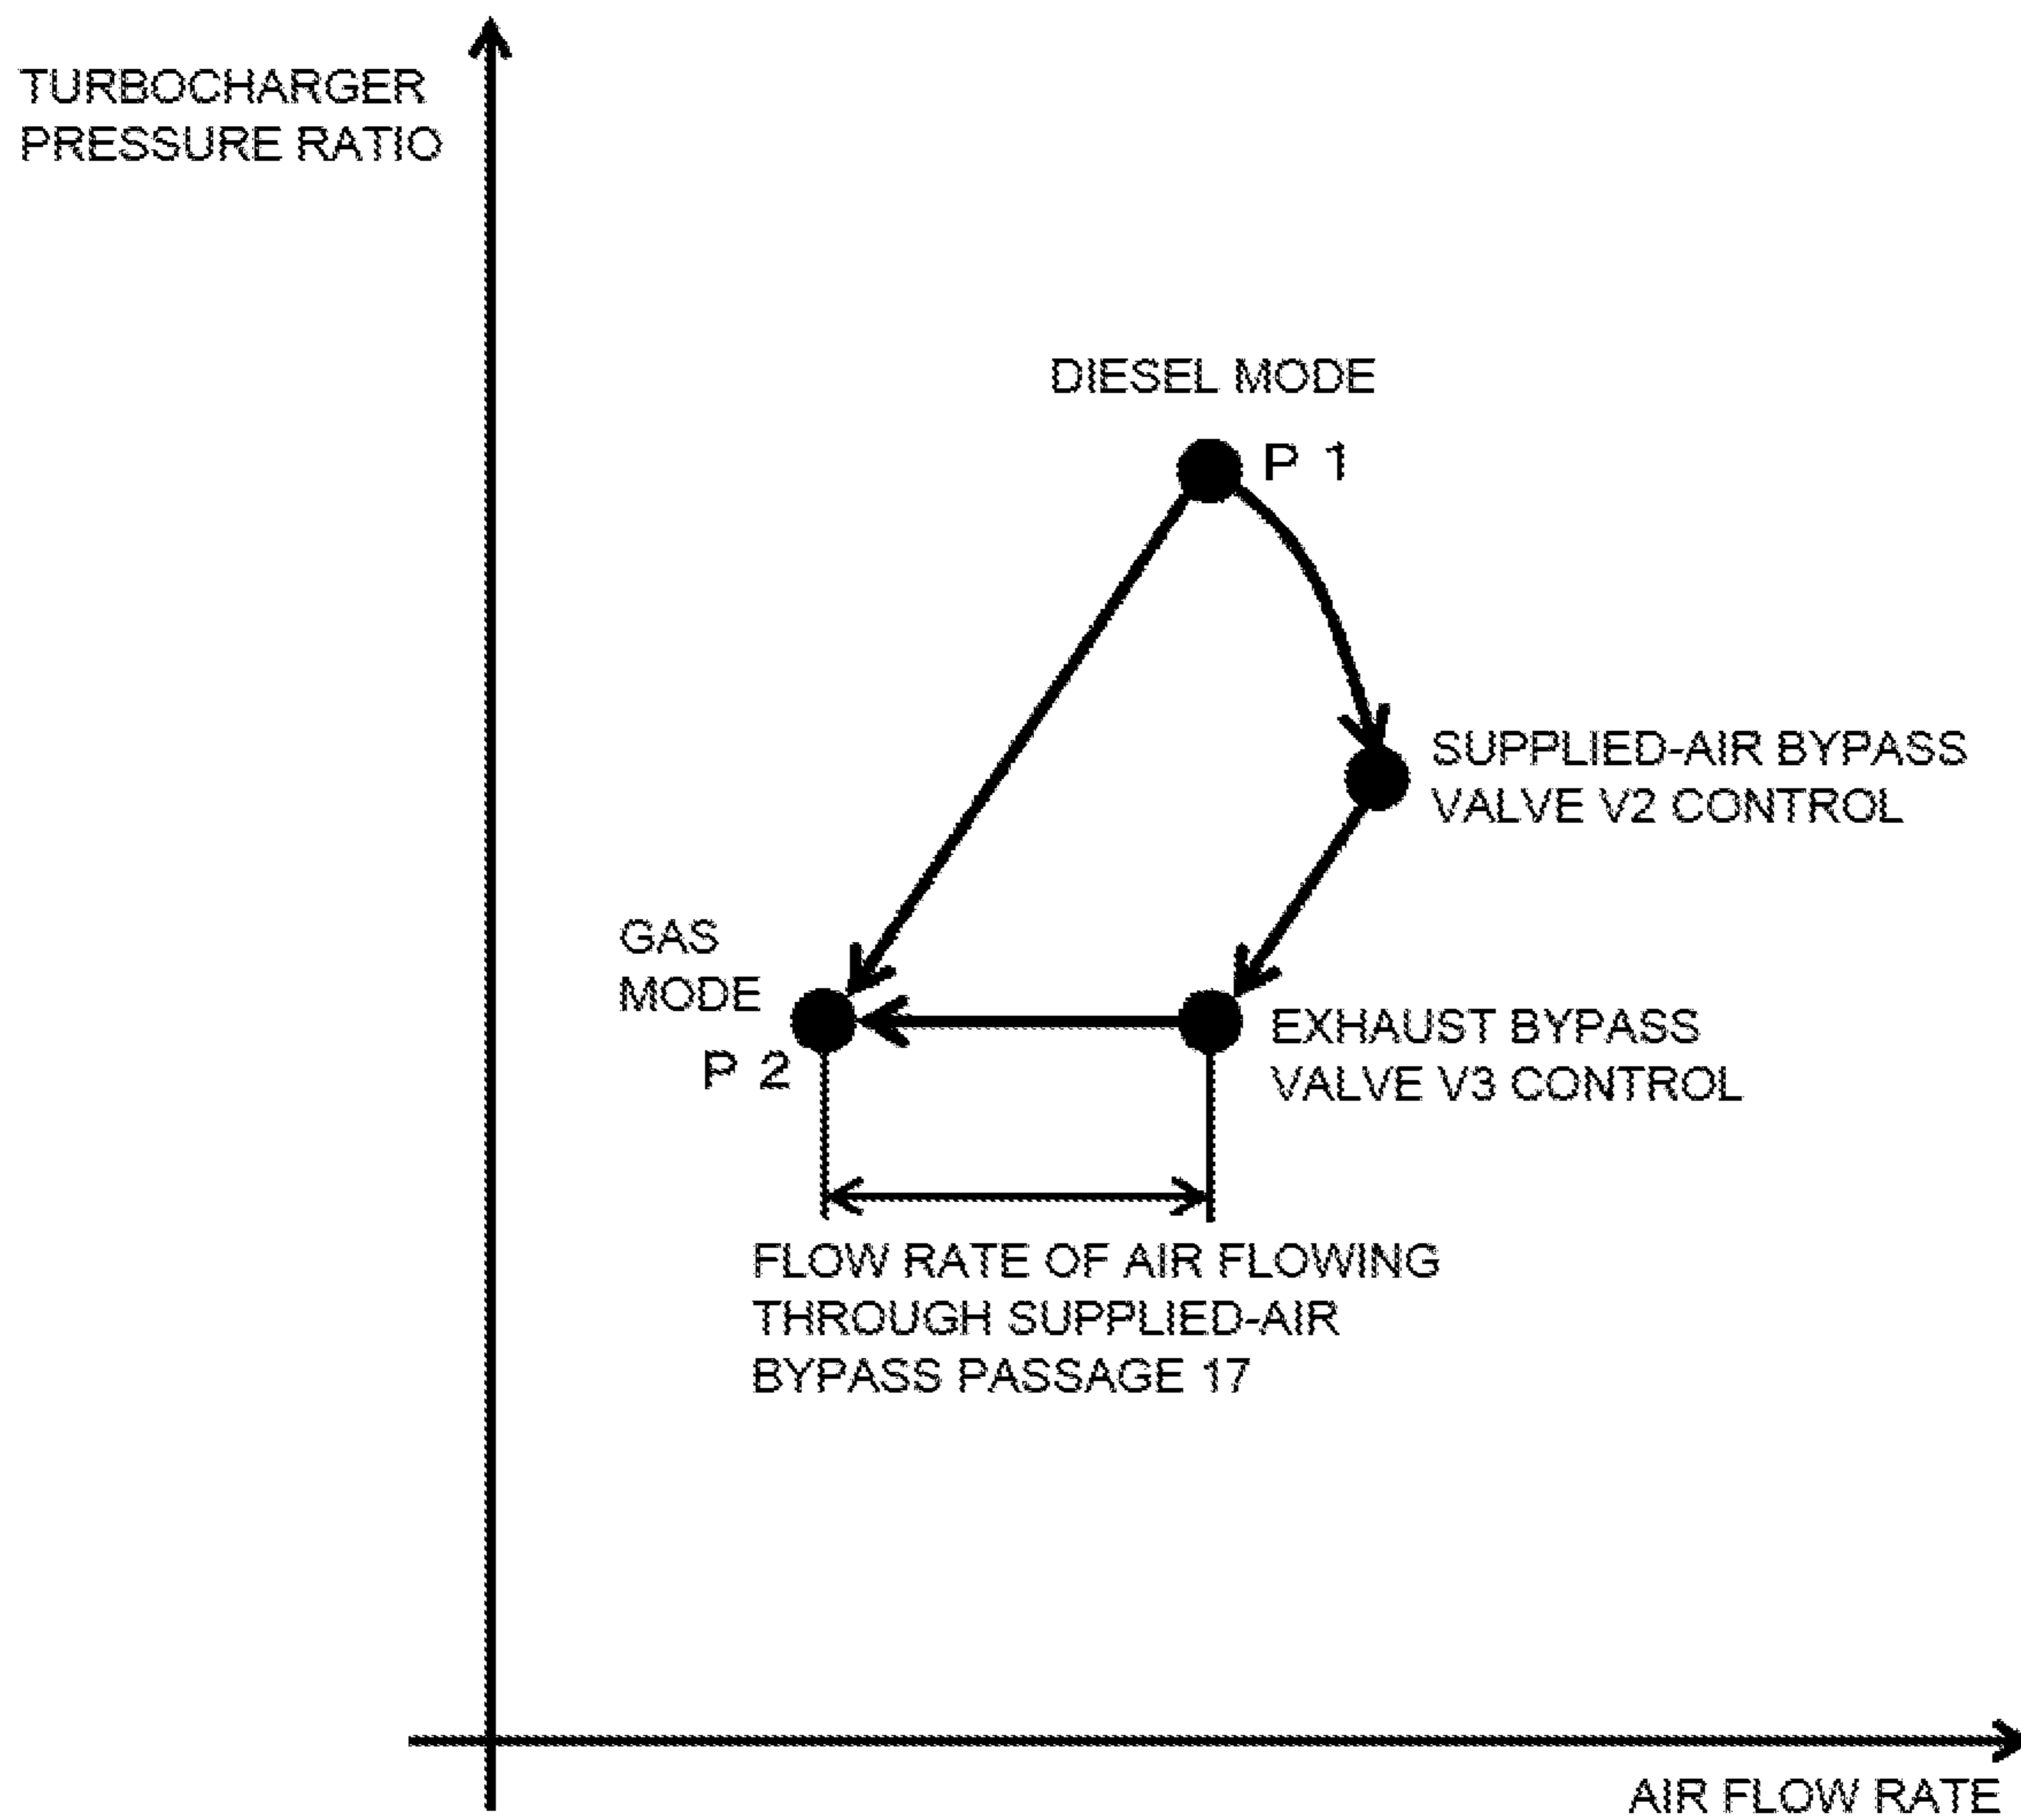 TURBOCHARGER
PRESSURE RATIO
DIESEL MODE
P 1
SUPPLIED-AIR BYPASS
VALVE V2 CONTROL
GAS
MODE
P 2
EXHAUST BYPASS
VALVE V3 CONTROL
FLOW RATE OF AIR FLOWING
THROUGH SUPPLIED-AIR
BYPASS PASSAGE 17
AIR FLOW RATE